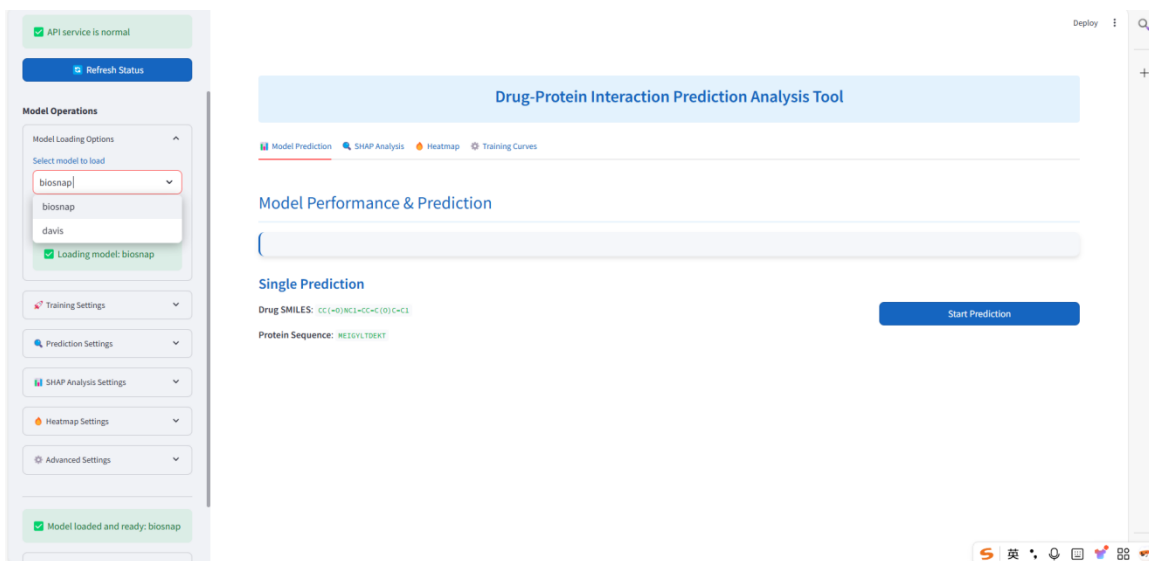 API service is normal
Refresh Status
Model Operations
Model Loading Options
Select model to load
biosnap
biosnap
davis
Loading model: biosnap
Training Settings
Prediction Settings
SHAP Analysis Settings
Heatmap Settings
Advanced Settings
Model loaded and ready: biosnap
Deploy
Drug-Protein Interaction Prediction Analysis Tool
Model Prediction SHAP Analysis Heatmap Training Curves
Model Performance & Prediction
Single Prediction
Drug SMILES: CC(=O)NC1=CC=C(O)C=C1
Start Prediction
Protein Sequence: MEIGYLTDEKT
英